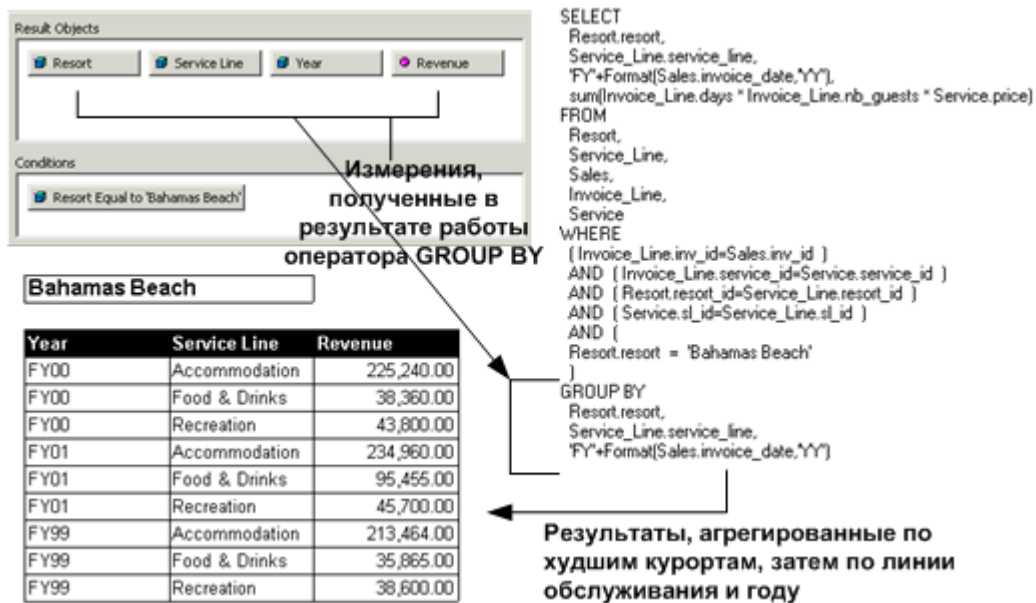 Result Objects
Resort
Service Line
Year
Revenue
Conditions
Resort Equal to 'Bahamas Beach'
Измерения,
полученные в
результате работы
оператора GROUP BY
Bahamas Beach
Year Service Line Revenue
FY00 Accommodation 225,240.00
FY00 Food & Drinks 38,360.00
FY00 Recreation 43,800.00
FY01 Accommodation 234,960.00
FY01 Food & Drinks 95,455.00
FY01 Recreation 45,700.00
FY99 Accommodation 213,464.00
FY99 Food & Drinks 35,865.00
FY99 Recreation 38,600.00
SELECT
Resort.resort,
Service_Line.service_line,
'FY'+Format(Sales.invoice_date,'YY'),
sum(Invoice_Line.days * Invoice_Line.nb_guests * Service.price)
FROM
Resort,
Service_Line,
Sales,
Invoice_Line,
Service
WHERE
( Invoice_Line.inv_id=Sales.inv_id )
AND ( Invoice_Line.service_id=Service.service_id )
AND ( Resort.resort_id=Service_Line.resort_id )
AND ( Service.sl_id=Service_Line.sl_id )
AND (
Resort.resort = 'Bahamas Beach'
)
GROUP BY
Resort.resort,
Service_Line.service_line,
'FY'+Format(Sales.invoice_date,'YY')
Результаты, агрегированные по
худшим курортам, затем по линии
обслуживания и году